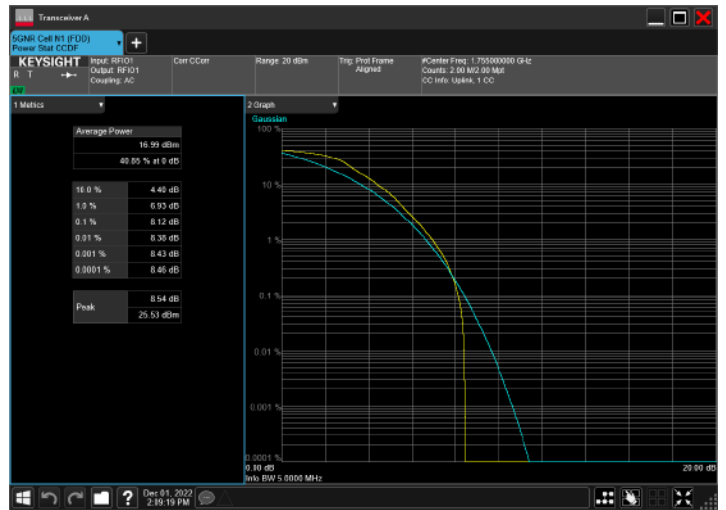 Transceiver A
5GNR Cell N1 (FDD)
Power Stat CCDF
KEYSIGHT
R T
Input: RFIO1
Output: RFIO1
Coupling: AC
Corr CCorr
Range: 20 dBm
Trig: Prot Frame
Aligned
#Center Freq: 1.755000000 GHz
Counts: 2.00 M/2.00 Mpt
CC Info: Uplink, 1 CC
1 Metrics
Average Power
16.99 dBm
40.85 % at 0 dB
10.0 % 4.40 dB
1.0 % 6.93 dB
0.1 % 8.12 dB
0.01 % 8.38 dB
0.001 % 8.43 dB
0.0001 % 8.46 dB
Peak 8.54 dB
25.53 dBm
2 Graph
Gaussian
100 %
10 %
1 %
0.1 %
0.01 %
0.001 %
0.0001 %
0.00 dB
20.00 dB
Info BW 5.0000 MHz
?
Dec 01, 2022
2:09:19 PM